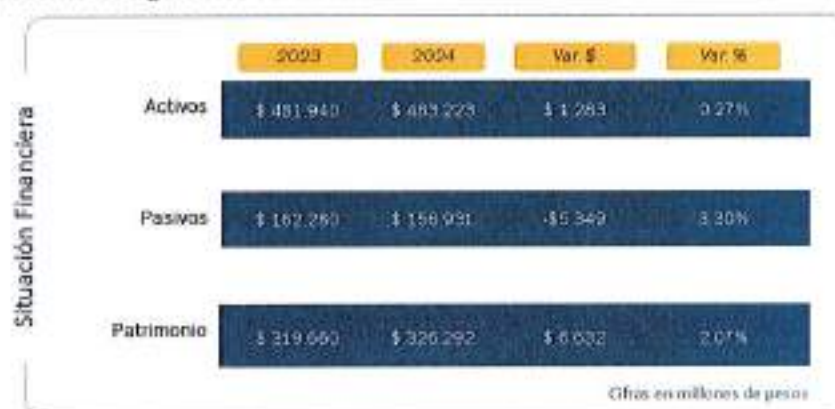 Situación Financiera
2023 2024 Var. $ Var. %
Activos $ 481.940 $ 483.223 $ 1.283 0.27%
Pasivos $ 162.280 $ 156.931 -$5.349 3.30%
Patrimonio $ 319.660 $ 326.292 $ 6.632 2.07%
Cifras en millones de pesos